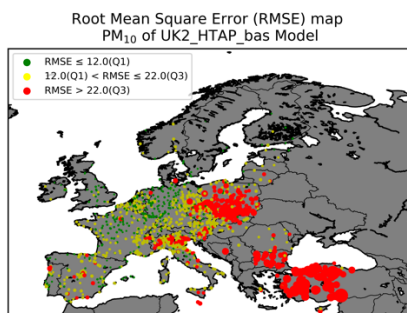 Root Mean Square Error (RMSE) map
PM₁₀ of UK2_HTAP_bas Model
RMSE ≤ 12.0(Q1)
12.0(Q1) < RMSE ≤ 22.0(Q3)
RMSE > 22.0(Q3)